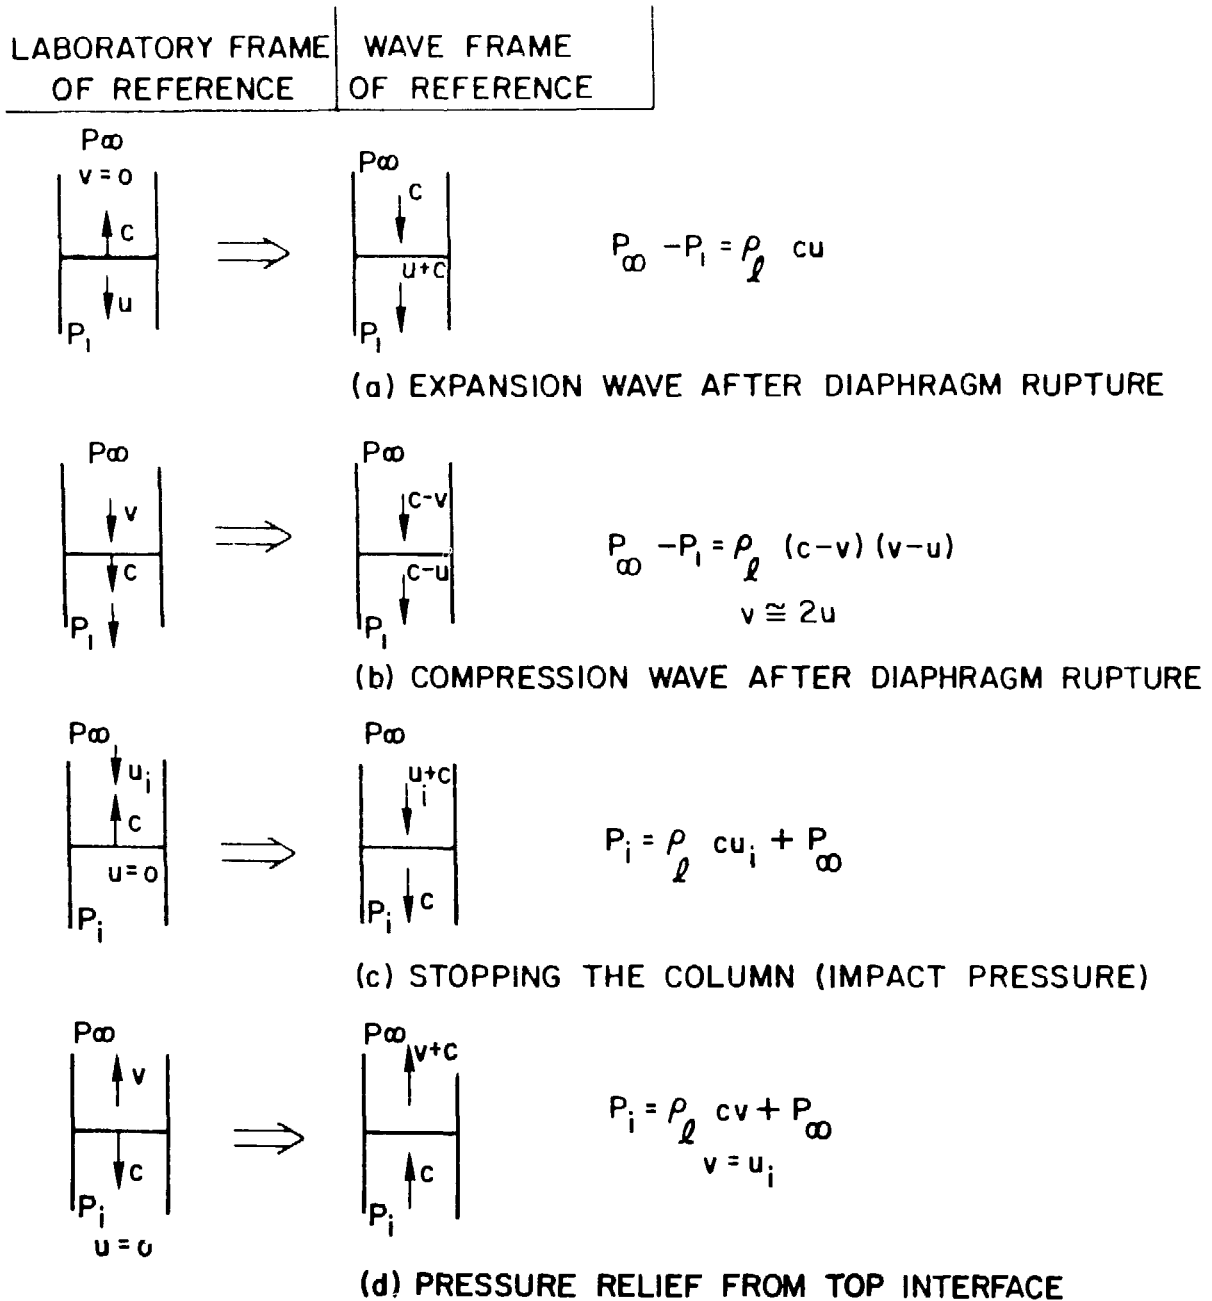 LABORATORY FRAME
OF REFERENCE
WAVE FRAME
OF REFERENCE
P∞
v=o
c
u
P₁
P∞
c
u+c
P₁
P∞ -P₁ = ρℓ cu
(a) EXPANSION WAVE AFTER DIAPHRAGM RUPTURE
P∞
v
c
P₁
P∞
c-v
c-u
P₁
P∞ -P₁ = ρℓ (c-v) (v-u)
v ≅ 2u
(b) COMPRESSION WAVE AFTER DIAPHRAGM RUPTURE
P∞
uᵢ
c
u=o
Pᵢ
P∞
uᵢ+c
c
Pᵢ
Pᵢ = ρℓ cuᵢ + P∞
(c) STOPPING THE COLUMN (IMPACT PRESSURE)
P∞
v
c
Pᵢ
u=o
P∞
v+c
c
Pᵢ
Pᵢ = ρℓ cv + P∞
v = uᵢ
(d) PRESSURE RELIEF FROM TOP INTERFACE